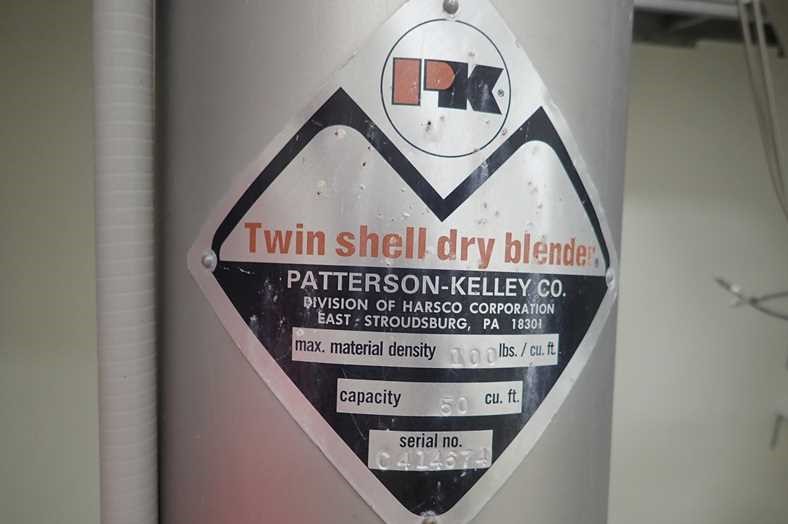 PK®
Twin shell dry blender®
PATTERSON-KELLEY CO.
DIVISION OF HARSCO CORPORATION
EAST - STROUDSBURG, PA 18301
max. material density 100 lbs. / cu. ft.
capacity 50 cu. ft.
serial no.
C414674